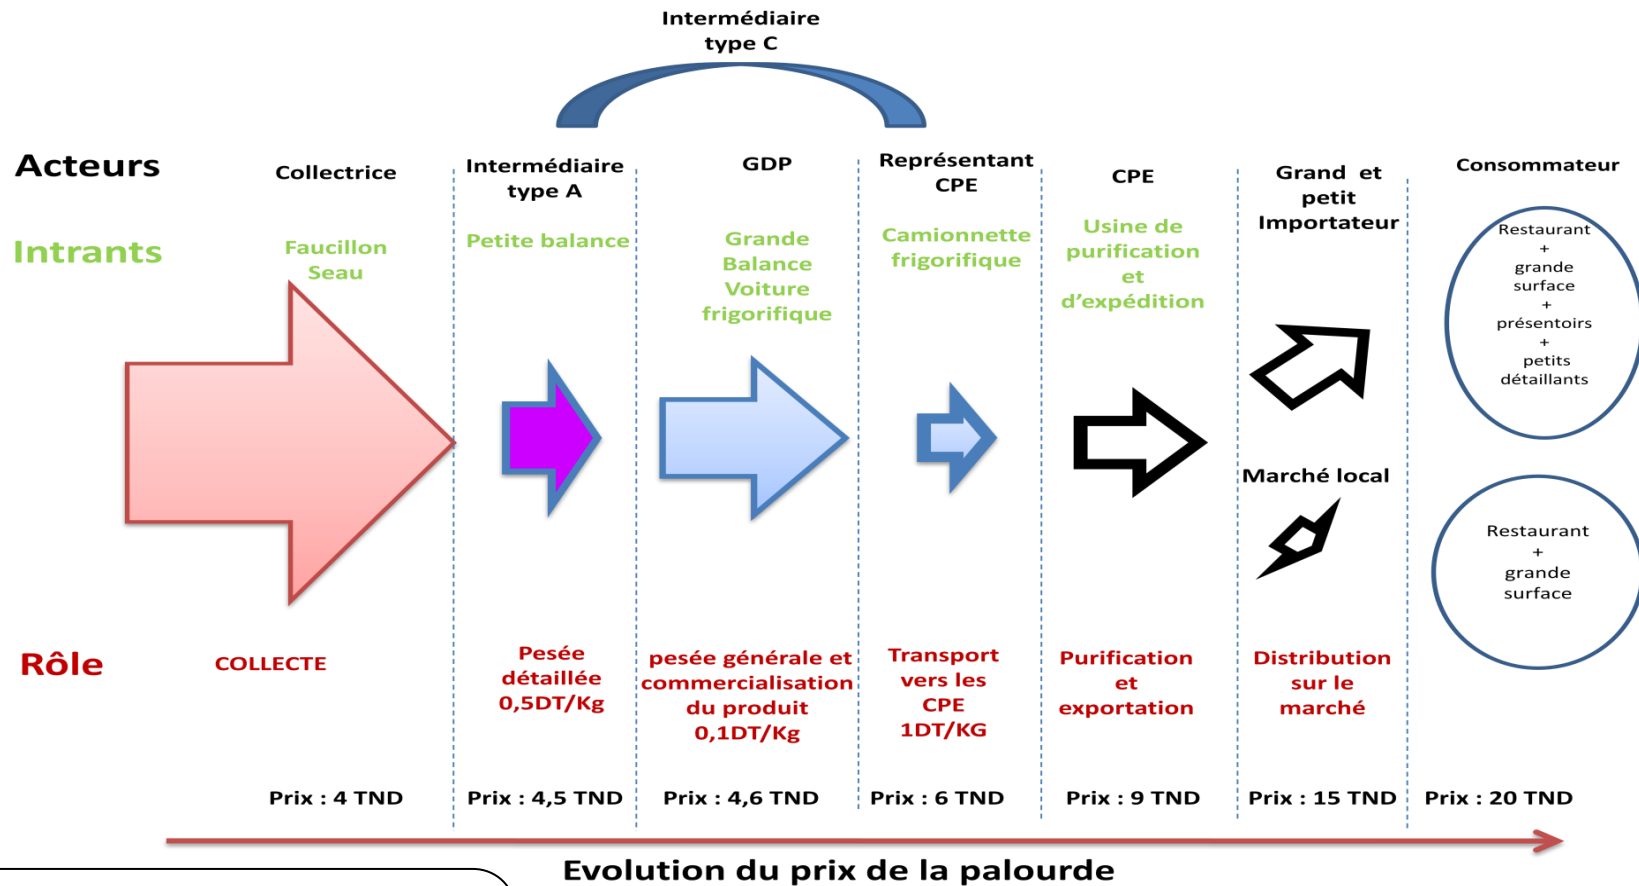 Intermédiaire
type C
Acteurs
Collectrice
Intermédiaire
type A
GDP
Représentant
CPE
CPE
Grand et
petit
Importateur
Consommateur
Intrants
Faucillon
Seau
Petite balance
Grande
Balance
Voiture
frigorifique
Camionnette
frigorifique
Usine de
purification
et
d'expédition
Restaurant
+
grande
surface
+
présentoirs
+
petits
détaillants
Marché local
Restaurant
+
grande
surface
Rôle
COLLECTE
Pesée
détaillée
0,5DT/Kg
pesée générale et
commercialisation
du produit
0,1DT/Kg
Transport
vers les
CPE
1DT/KG
Purification
et
exportation
Distribution
sur le
marché
Prix : 4 TND
Prix : 4,5 TND
Prix : 4,6 TND
Prix : 6 TND
Prix : 9 TND
Prix : 15 TND
Prix : 20 TND
Evolution du prix de la palourde